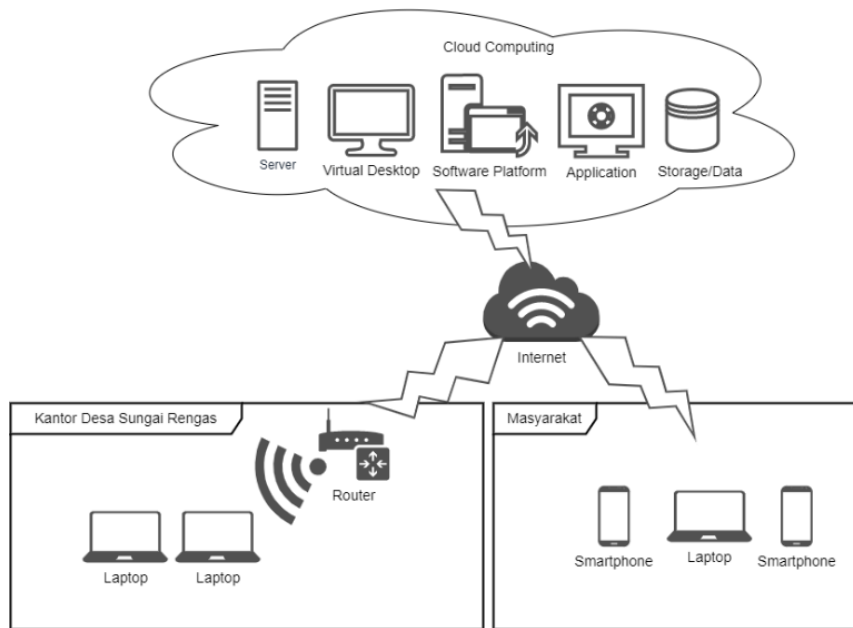 Cloud Computing
Server
Virtual Desktop
Software Platform
Application
Storage/Data
Internet
Kantor Desa Sungai Rengas
Router
Laptop
Laptop
Masyarakat
Smartphone
Laptop
Smartphone